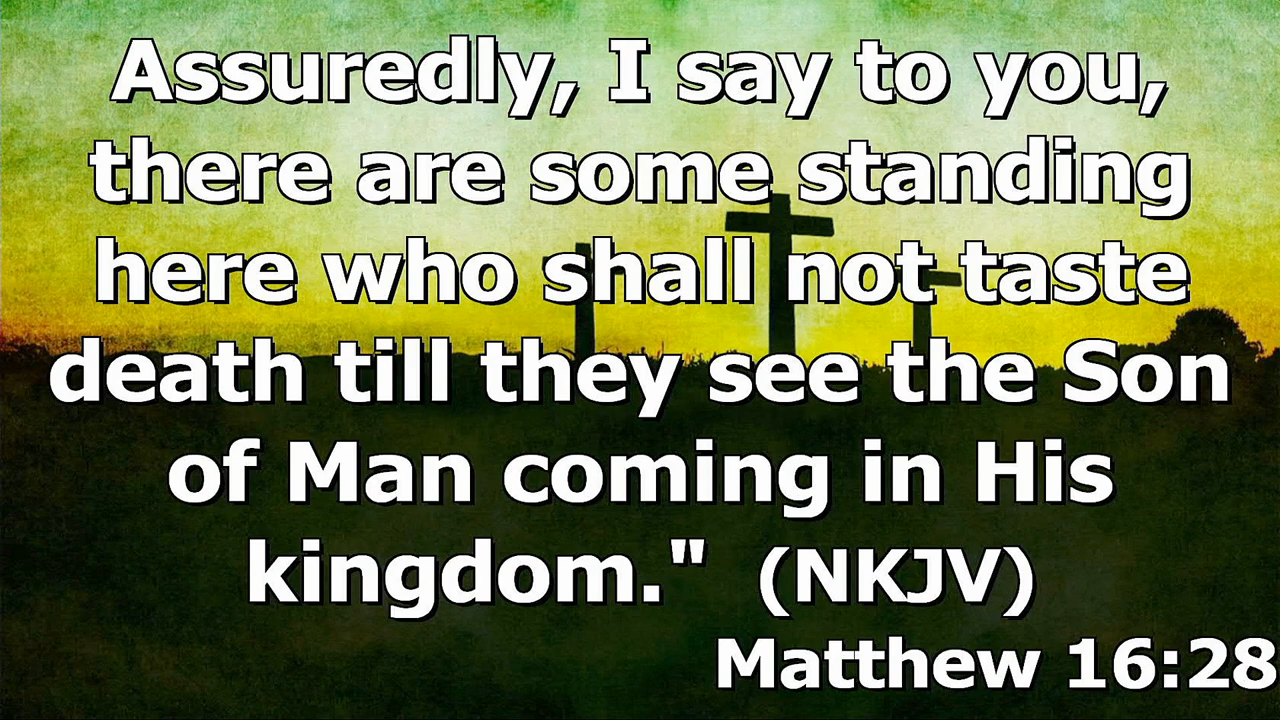 Assuredly, I say to you,
there are some standing
here who shall not taste
death till they see the Son
of Man coming in His
kingdom." (NKJV)
Matthew 16:28